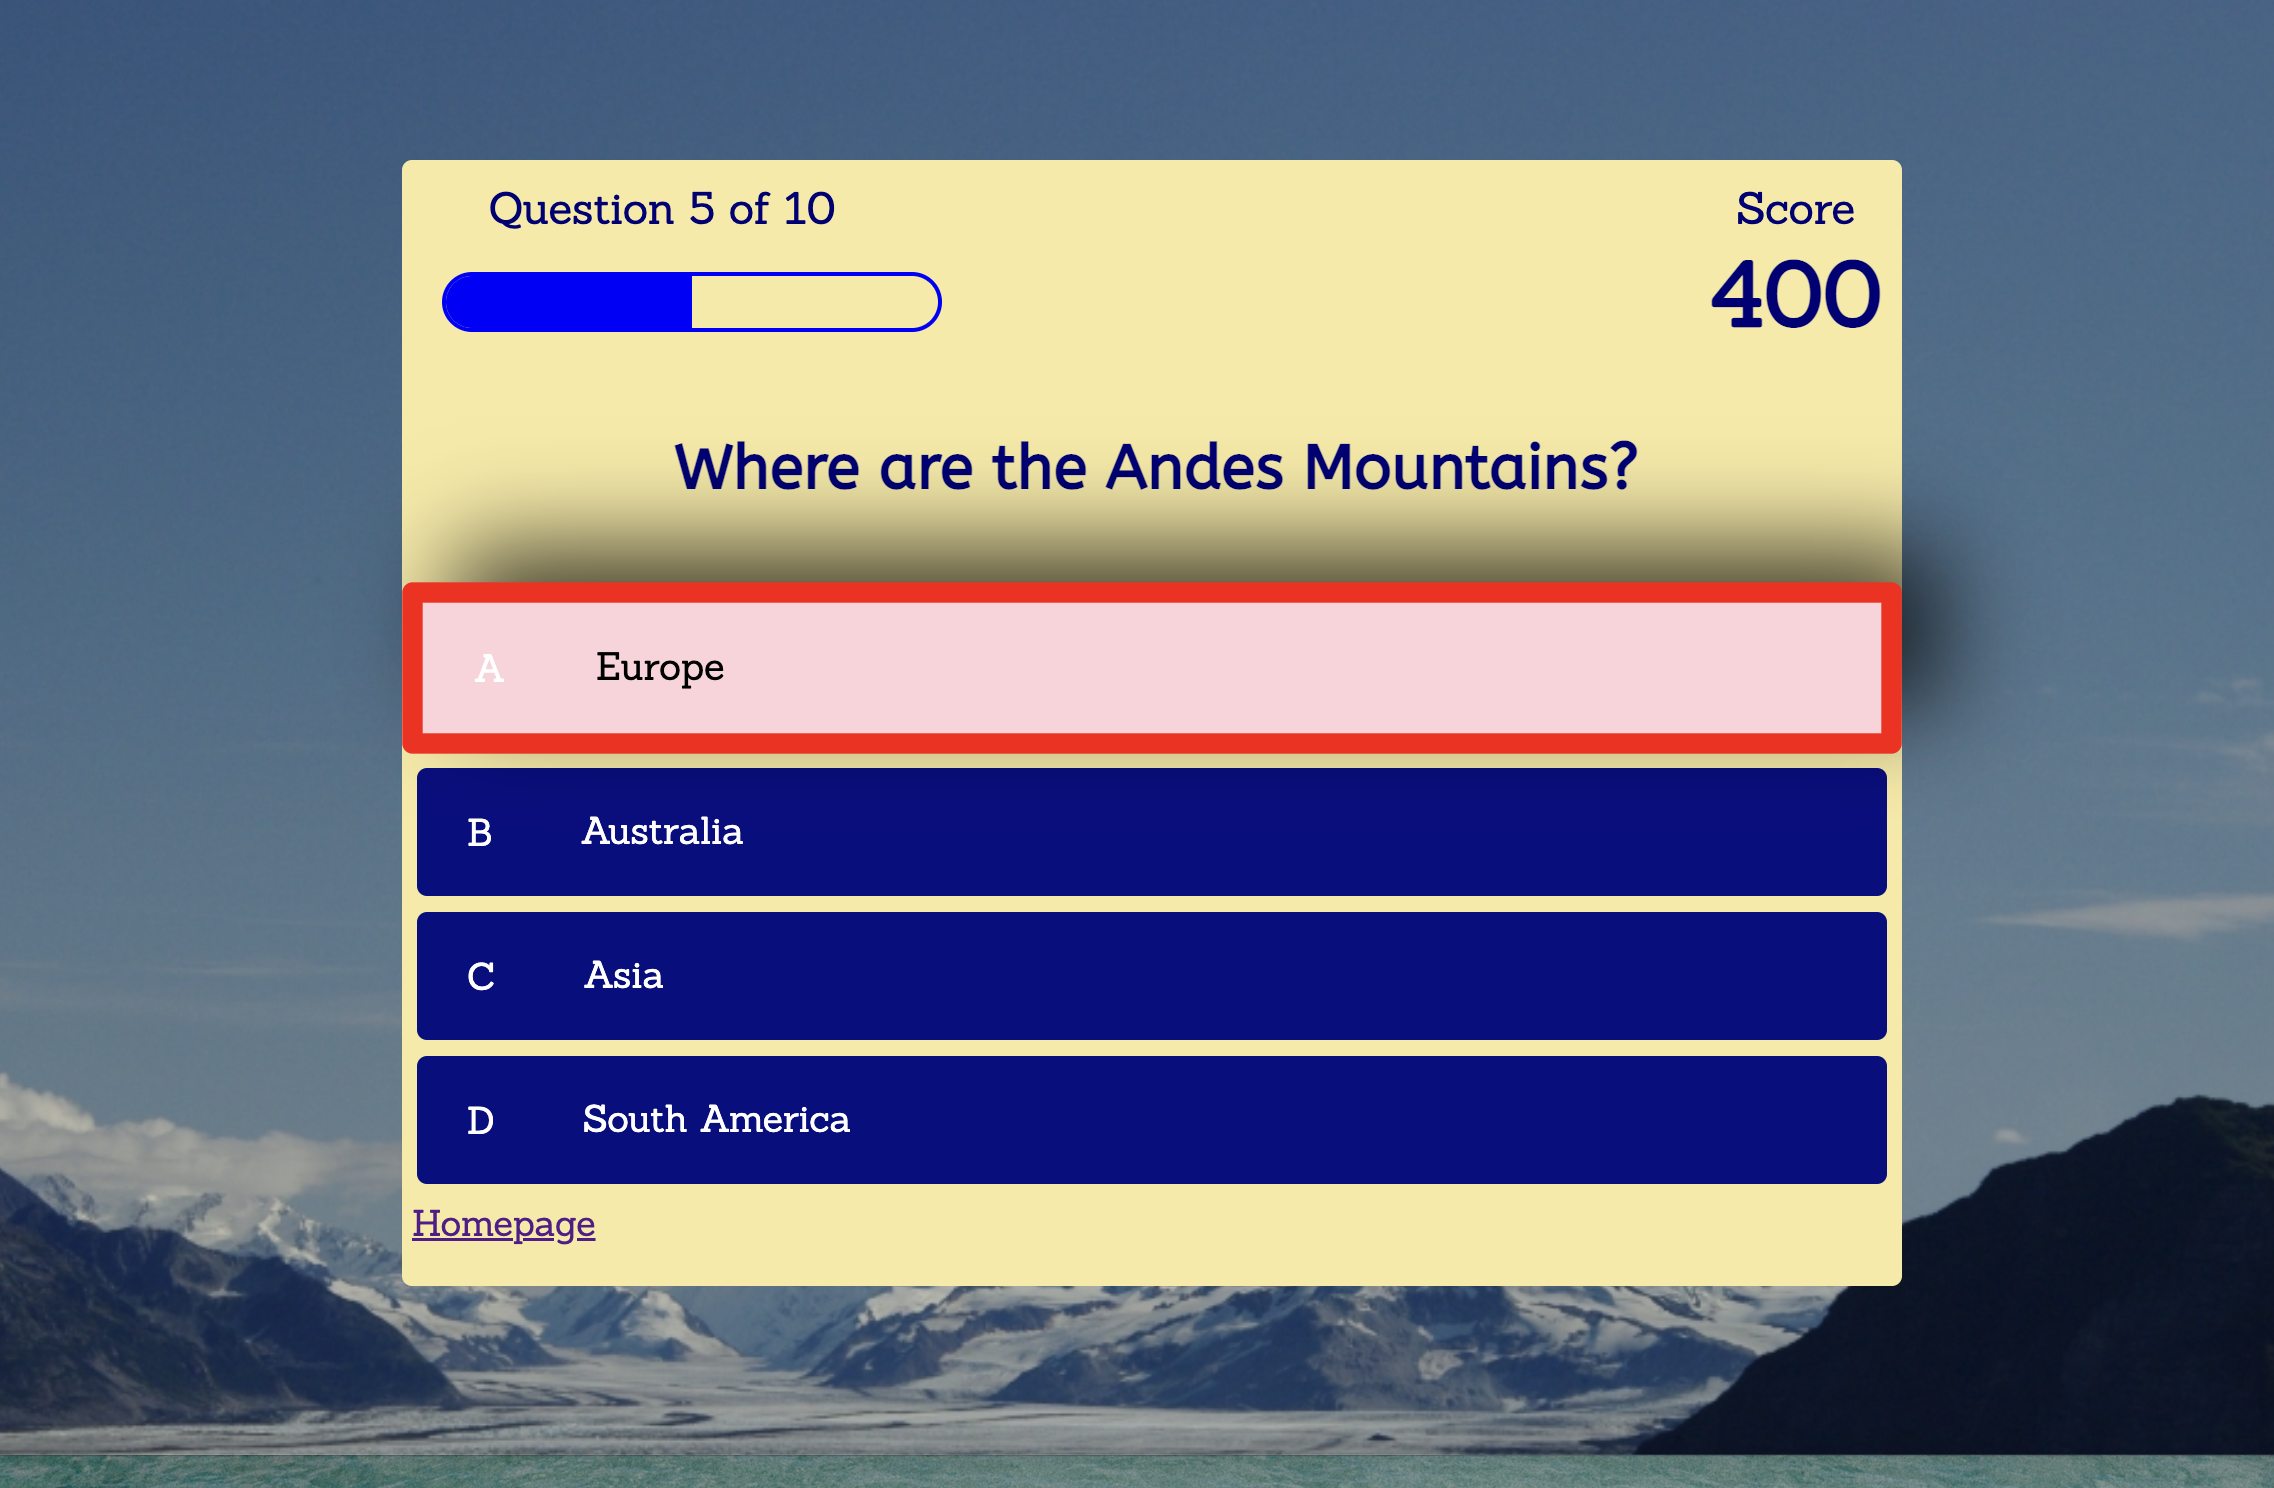 Question 5 of 10
Score
400
Where are the Andes Mountains?
A Europe
B Australia
C Asia
D South America
Homepage